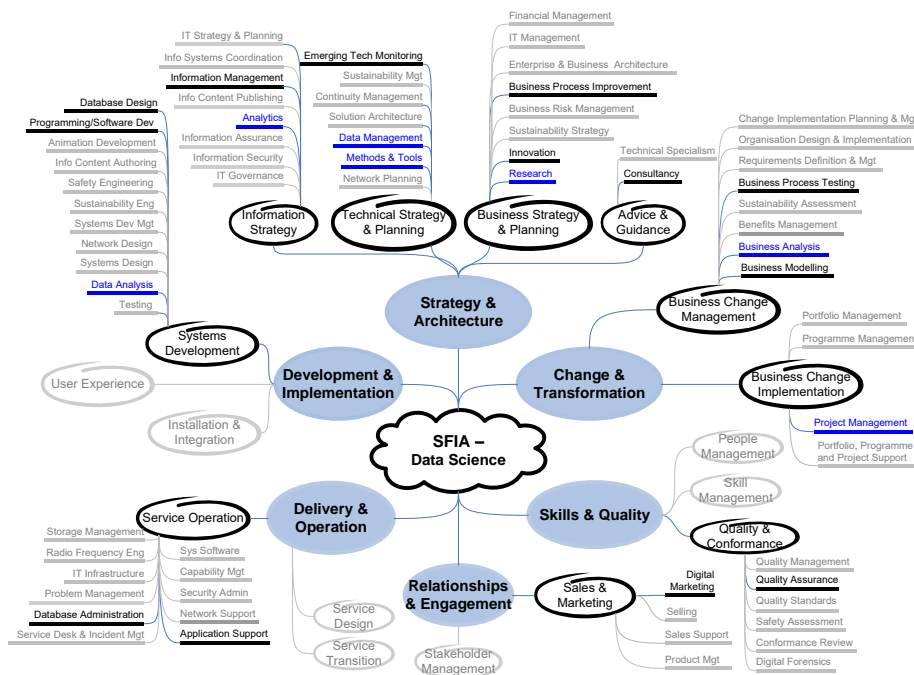 Financial Management
IT Strategy & Planning
IT Management
Info Systems Coordination
Emerging Tech Monitoring
Enterprise & Business Architecture
Information Management
Sustainability Mgt
Business Process Improvement
Database Design
Info Content Publishing
Continuity Management
Business Risk Management
Programming/Software Dev
Analytics
Solution Architecture
Sustainability Strategy
Change Implementation Planning & Mgt
Animation Development
Information Assurance
Data Management
Innovation
Technical Specialism
Organisation Design & Implementation
Info Content Authoring
Information Security
Methods & Tools
Research
Consultancy
Requirements Definition & Mgt
Safety Engineering
IT Governance
Network Planning
Business Process Testing
Sustainability Eng
Sustainability Assessment
Systems Dev Mgt
Benefits Management
Network Design
Business Analysis
Systems Design
Business Modelling
Data Analysis
Testing
Information
Strategy
Technical Strategy
& Planning
Business Strategy
& Planning
Advice &
Guidance
Strategy &
Architecture
Business Change
Management
Systems
Development
Portfolio Management
Programme Management
User Experience
Development &
Implementation
Change &
Transformation
Business Change
Implementation
Installation &
Integration
Project Management
SFIA –
Data Science
People
Management
Portfolio, Programme
and Project Support
Skill
Management
Service Operation
Delivery &
Operation
Skills & Quality
Quality &
Conformance
Storage Management
Radio Frequency Eng
IT Infrastructure
Problem Management
Database Administration
Service Desk & Incident Mgt
Sys Software
Capability Mgt
Security Admin
Network Support
Application Support
Service
Design
Service
Transition
Relationships
& Engagement
Stakeholder
Management
Sales &
Marketing
Digital
Marketing
Selling
Sales Support
Product Mgt
Quality Management
Quality Assurance
Quality Standards
Safety Assessment
Conformance Review
Digital Forensics